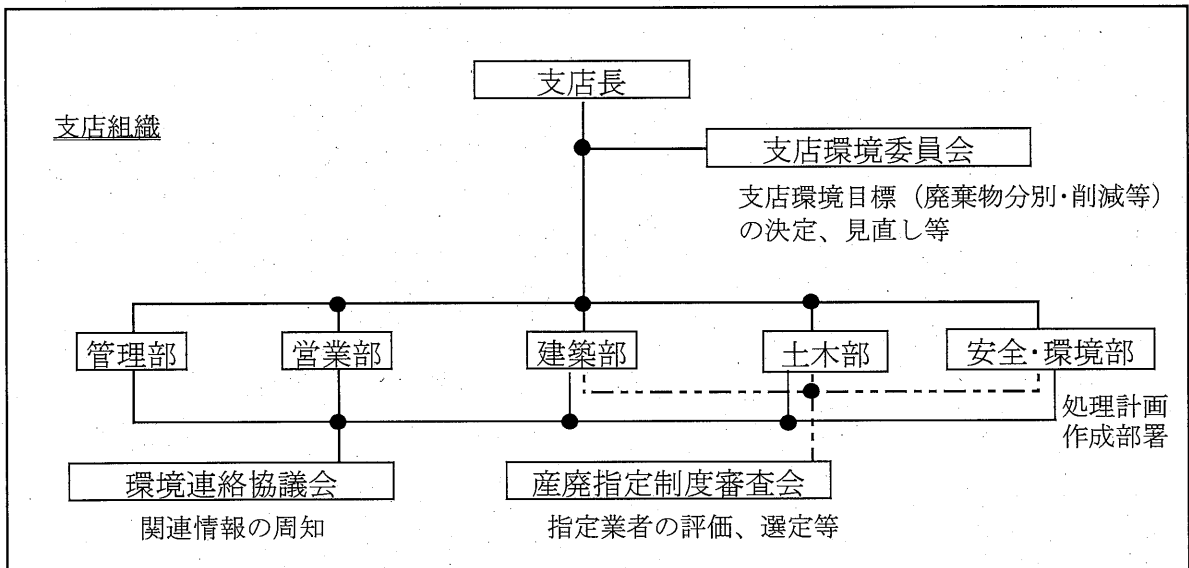 支店長
支店組織
支店環境委員会
支店環境目標（廃棄物分別・削減等）
の決定、見直し等
管理部
営業部
建築部
土木部
安全・環境部
処理計画
作成部署
環境連絡協議会
産廃指定制度審査会
関連情報の周知
指定業者の評価、選定等